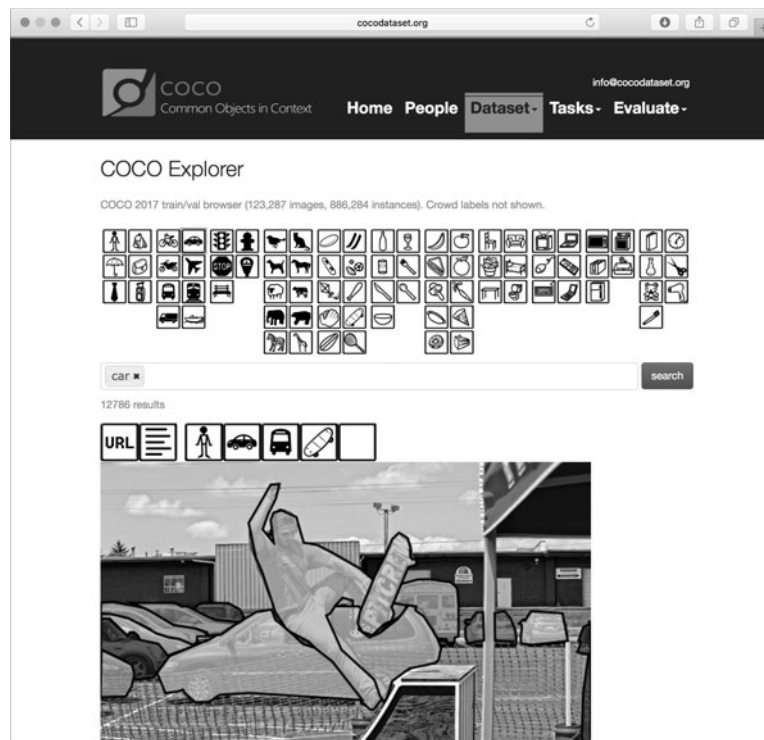 cocodataset.org
COCO
Common Objects in Context
info@cocodataset.org
Home People Dataset Tasks Evaluate
COCO Explorer
COCO 2017 train/val browser (123,287 images, 886,284 instances). Crowd labels not shown.
STOP
car ✖ search
12786 results
URL